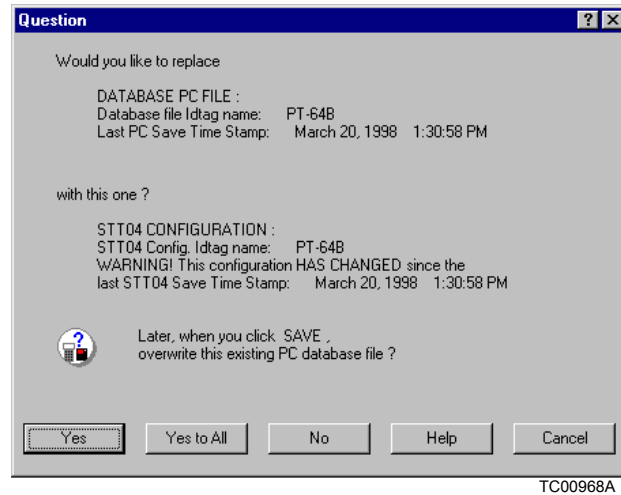 Question
Would you like to replace
DATABASE PC FILE :
Database file Idtag name: PT-64B
Last PC Save Time Stamp: March 20, 1998 1:30:58 PM
with this one ?
STT04 CONFIGURATION :
STT04 Config. Idtag name: PT-64B
WARNING! This configuration HAS CHANGED since the
last STT04 Save Time Stamp: March 20, 1998 1:30:58 PM
Later, when you click SAVE ,
overwrite this existing PC database file ?
Yes Yes to All No Help Cancel
TC00968A